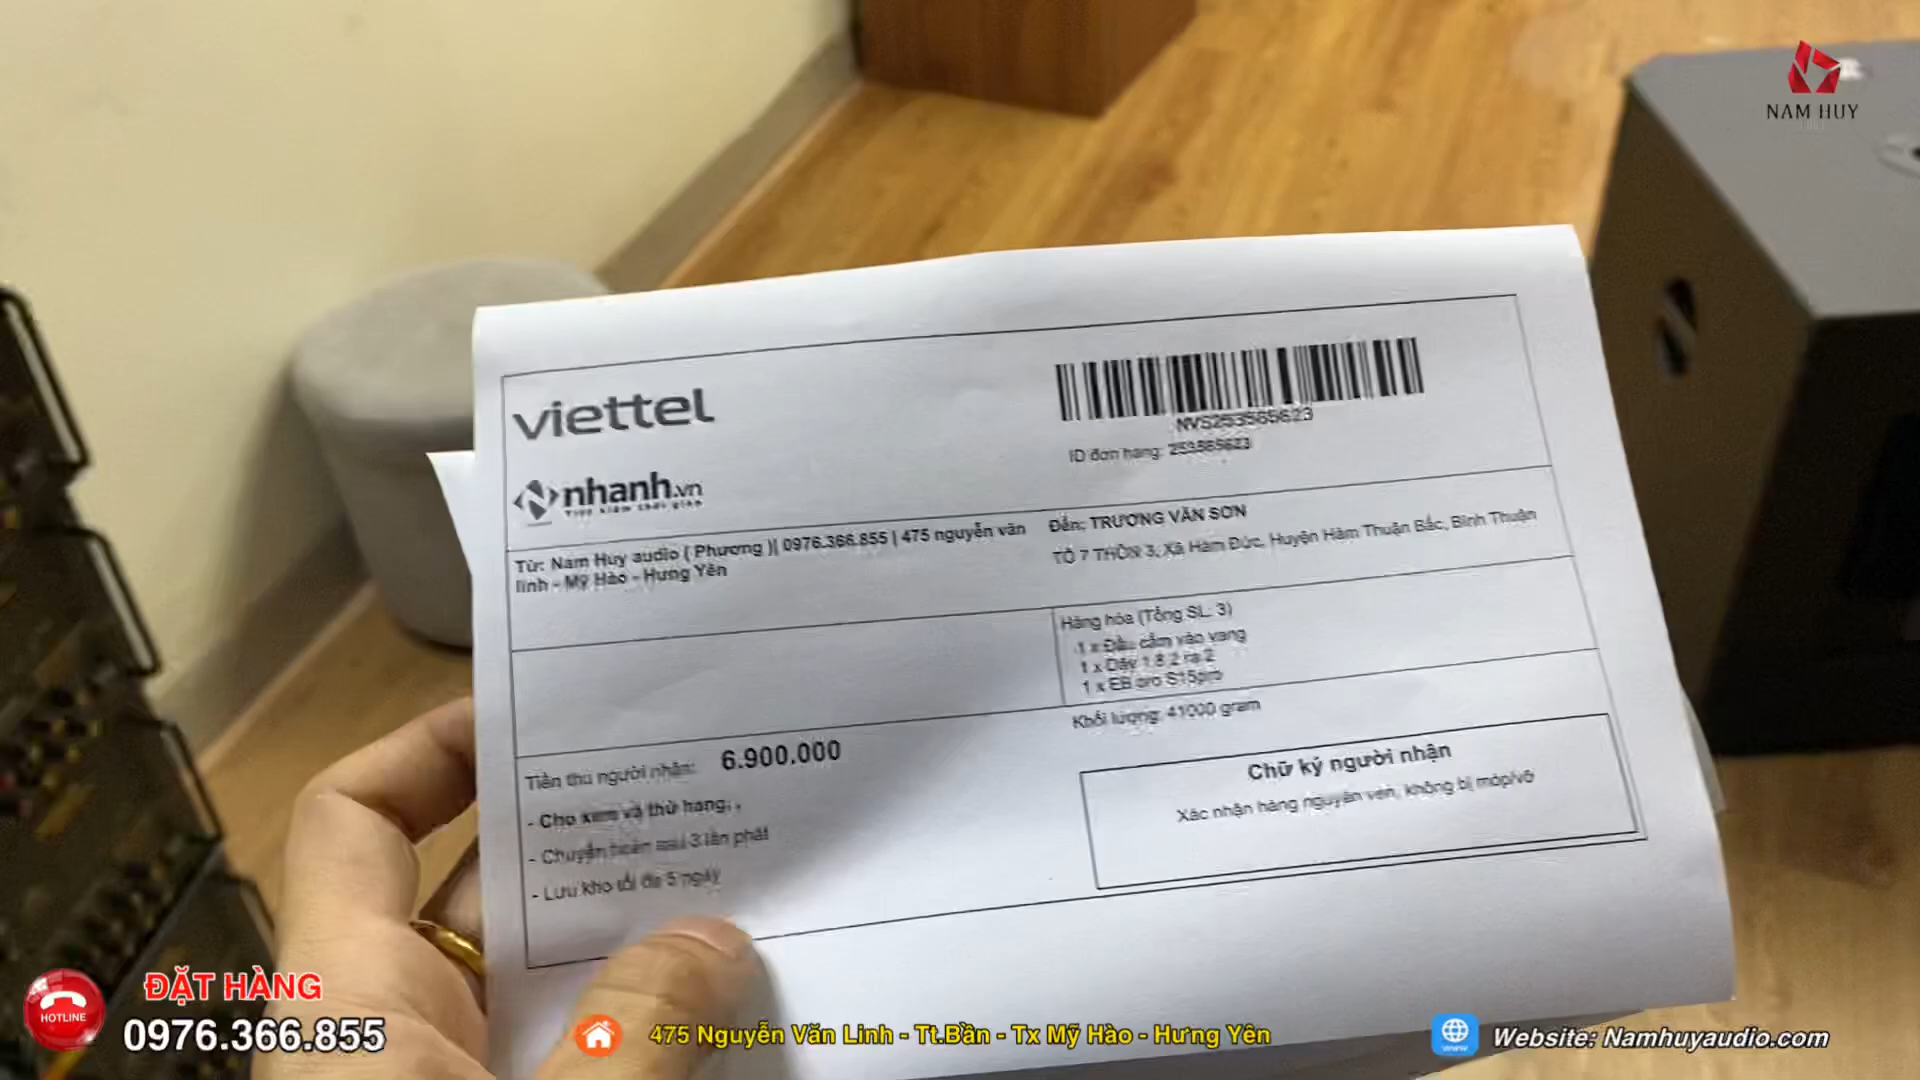 NAM HUY
viettel
nhanh.vn
NVS253565623
ID đơn hàng: 253565623
Từ: Nam Huy audio ( Phương )| 0976.366.855 | 475 nguyễn văn
linh - Mỹ Hào - Hưng Yên
Đến: TRƯƠNG VĂN SƠN
TỔ 7 THÔN 3, Xã Hàm Đức, Huyện Hàm Thuận Bắc, Bình Thuận
Hàng hóa (Tổng SL: 3)
1 x Đầu cắm vào vang
1 x Dây 1.8 2 ra 2
1 x EB pro S15pro
Khối lượng: 41000 gram
Tiền thu người nhận: 6.900.000
- Cho xem và thử hàng, .
- Chuyển hoàn sau 3 lần phát
- Lưu kho tối đa 5 ngày
Chữ ký người nhận
Xác nhận hàng nguyên vẹn, không bị móp/vỡ
HOTLINE
ĐẶT HÀNG
0976.366.855
475 Nguyễn Văn Linh - Tt.Bần - Tx Mỹ Hào - Hưng Yên
www
Website: Namhuyaudio.com